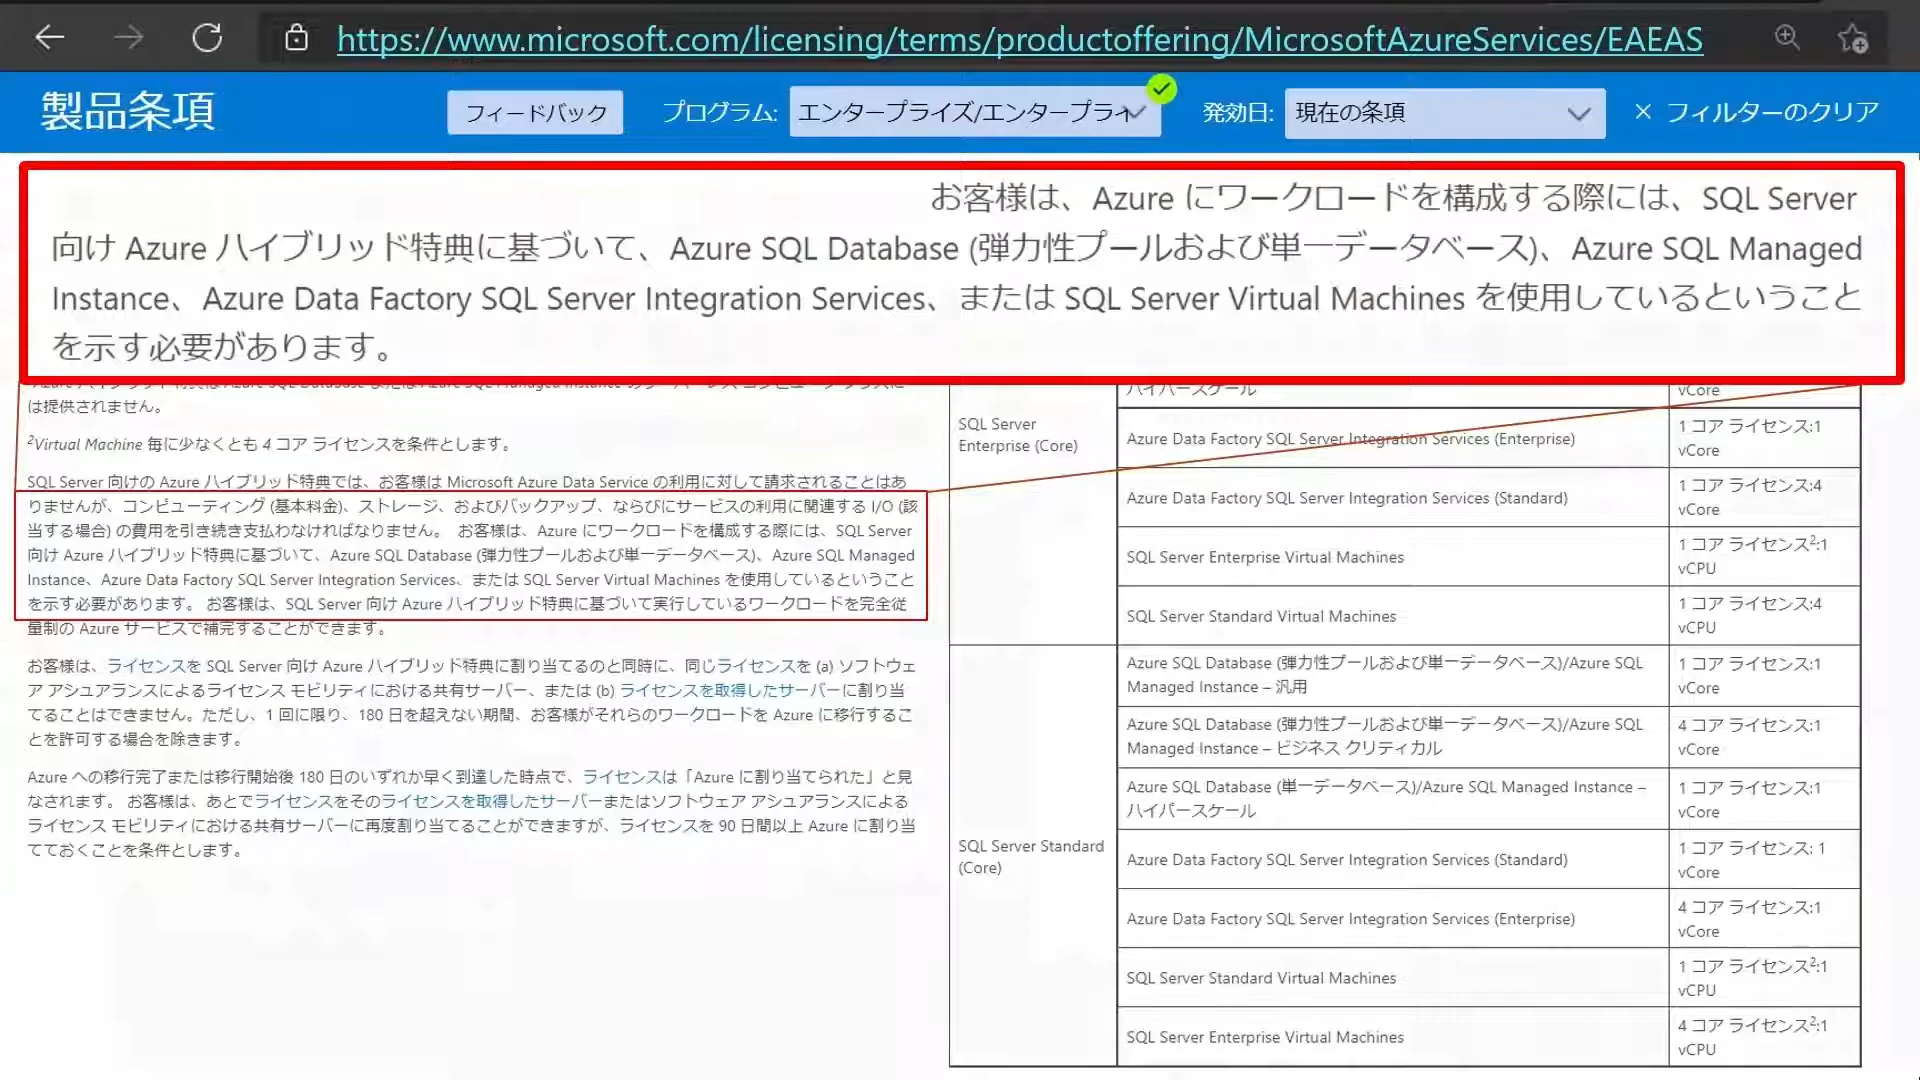 https://www.microsoft.com/licensing/terms/productoffering/MicrosoftAzureServices/EAEAS
製品条項
フィードバック
プログラム:
エンタープライズ/エンタープライ
発効日:
現在の条項
× フィルターのクリア
お客様は、Azure にワークロードを構成する際には、SQL Server
向け Azure ハイブリッド特典に基づいて、Azure SQL Database (弾力性プールおよび単一データベース)、Azure SQL Managed
Instance、Azure Data Factory SQL Server Integration Services、または SQL Server Virtual Machines を使用しているということ
を示す必要があります。
は提供されません。
²Virtual Machine 毎に少なくとも 4 コア ライセンスを条件とします。
SQL Server 向けの Azure ハイブリッド特典では、お客様は Microsoft Azure Data Service の利用に対して請求されることはあ
りませんが、コンピューティング (基本料金)、ストレージ、およびバックアップ、ならびにサービスの利用に関連する I/O (該
当する場合) の費用を引き続き支払わなければなりません。 お客様は、Azure にワークロードを構成する際には、SQL Server
向け Azure ハイブリッド特典に基づいて、Azure SQL Database (弾力性プールおよび単一データベース)、Azure SQL Managed
Instance、Azure Data Factory SQL Server Integration Services、または SQL Server Virtual Machines を使用しているということ
を示す必要があります。 お客様は、SQL Server 向け Azure ハイブリッド特典に基づいて実行しているワークロードを完全従
量制の Azure サービスで補完することができます。
お客様は、ライセンスを SQL Server 向け Azure ハイブリッド特典に割り当てるのと同時に、同じライセンスを (a) ソフトウェ
ア アシュアランスによるライセンス モビリティにおける共有サーバー、または (b) ライセンスを取得したサーバーに割り当
てることはできません。ただし、1 回に限り、180 日を超えない期間、お客様がそれらのワークロードを Azure に移行するこ
とを許可する場合を除きます。
Azure への移行完了または移行開始後 180 日のいずれか早く到達した時点で、ライセンスは「Azure に割り当てられた」と見
なされます。 お客様は、あとでライセンスをそのライセンスを取得したサーバーまたはソフトウェア アシュアランスによる
ライセンス モビリティにおける共有サーバーに再度割り当てることができますが、ライセンスを 90 日間以上 Azure に割り当
てておくことを条件とします。
ハイパースケール
vCore
SQL Server
Enterprise (Core)
Azure Data Factory SQL Server Integration Services (Enterprise)
1 コア ライセンス:1
vCore
Azure Data Factory SQL Server Integration Services (Standard)
1 コア ライセンス:4
vCore
SQL Server Enterprise Virtual Machines
1 コア ライセンス²:1
vCPU
SQL Server Standard Virtual Machines
1 コア ライセンス:4
vCPU
SQL Server Standard
(Core)
Azure SQL Database (弾力性プールおよび単一データベース)/Azure SQL
Managed Instance – 汎用
1 コア ライセンス:1
vCore
Azure SQL Database (弾力性プールおよび単一データベース)/Azure SQL
Managed Instance – ビジネス クリティカル
4 コア ライセンス:1
vCore
Azure SQL Database (単一データベース)/Azure SQL Managed Instance –
ハイパースケール
1 コア ライセンス:1
vCore
Azure Data Factory SQL Server Integration Services (Standard)
1 コア ライセンス: 1
vCore
Azure Data Factory SQL Server Integration Services (Enterprise)
4 コア ライセンス:1
vCore
SQL Server Standard Virtual Machines
1 コア ライセンス²:1
vCPU
SQL Server Enterprise Virtual Machines
4 コア ライセンス²:1
vCPU